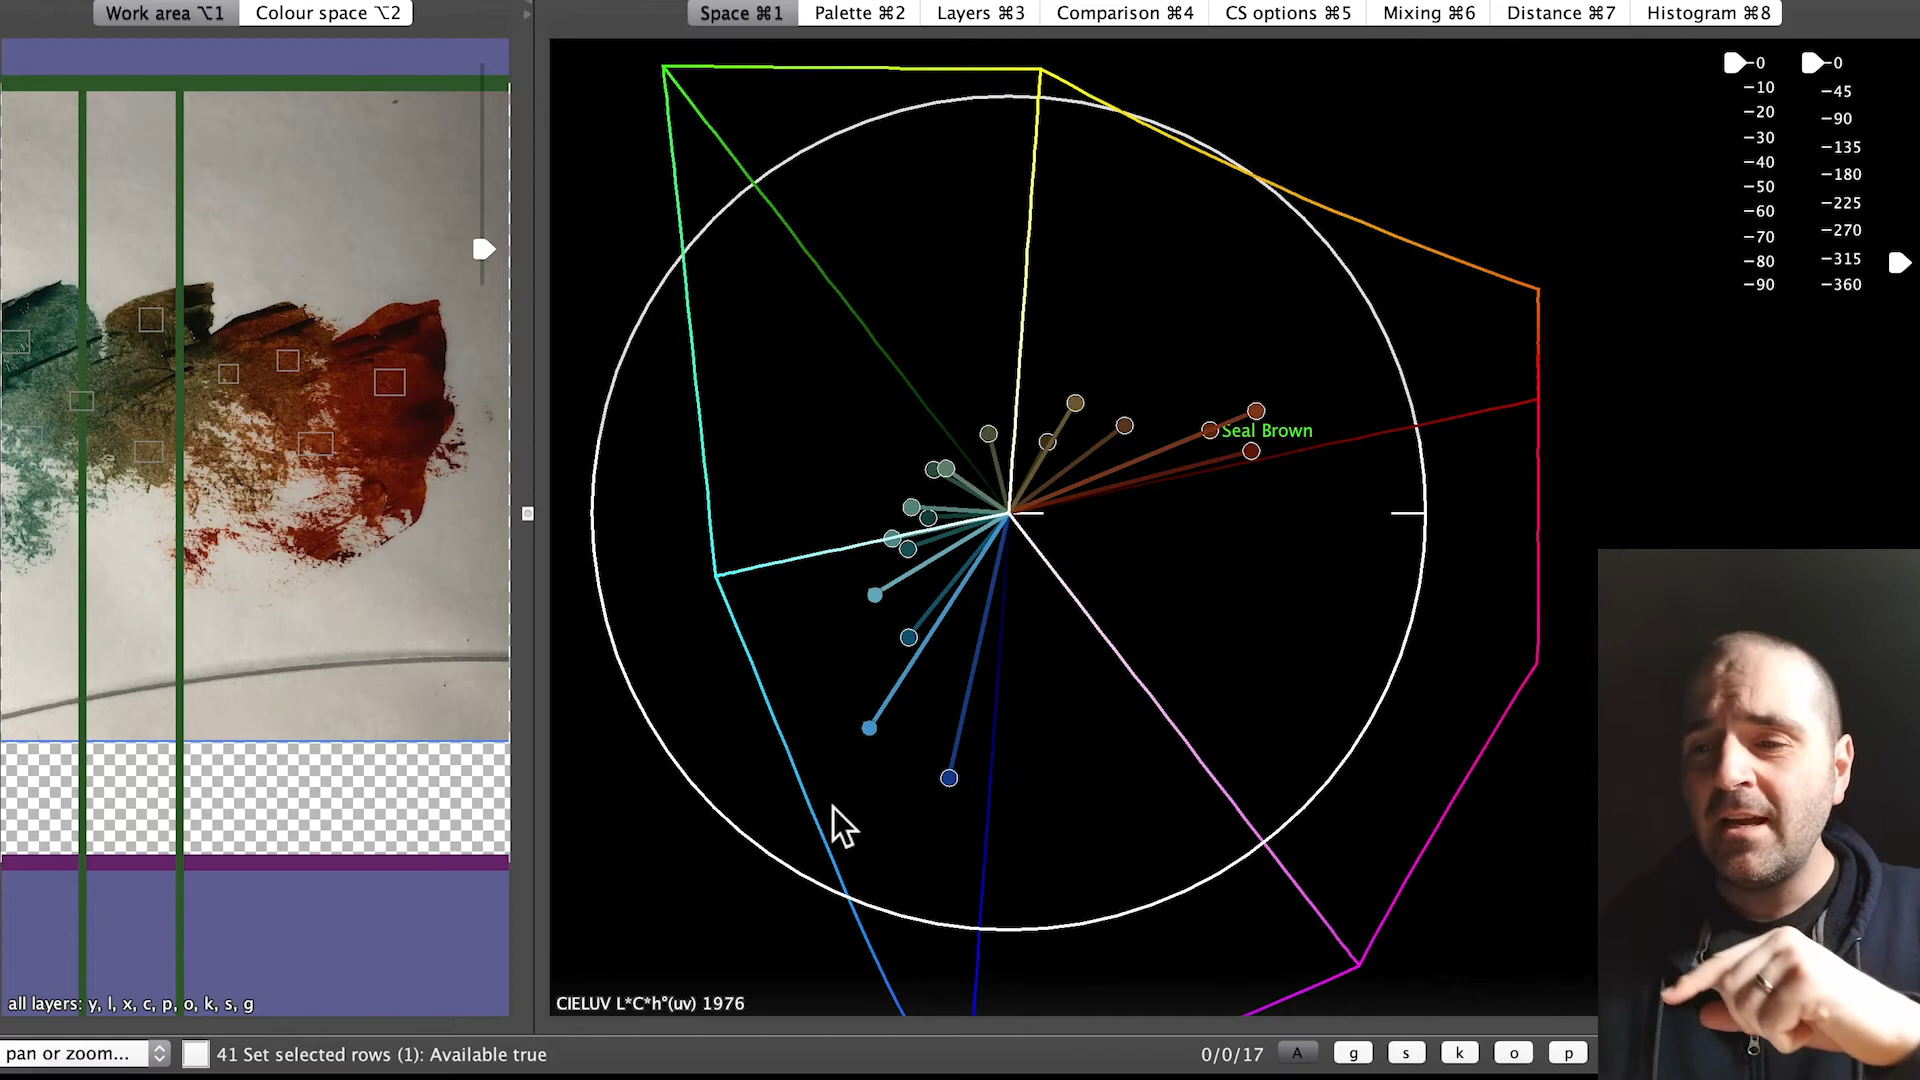 Work area ⌥1
Colour space ⌥2
Space ⌘1
Palette ⌘2
Layers ⌘3
Comparison ⌘4
CS options ⌘5
Mixing ⌘6
Distance ⌘7
Histogram ⌘8
0
-10
-20
-30
-40
-50
-60
-70
-80
-90
0
-45
-90
-135
-180
-225
-270
-315
-360
Seal Brown
all layers: y, l, x, c, p, o, k, s, g
CIELUV L*C*h°(uv) 1976
pan or zoom...
41 Set selected rows (1): Available true
0/0/17
A
g
s
k
o
p